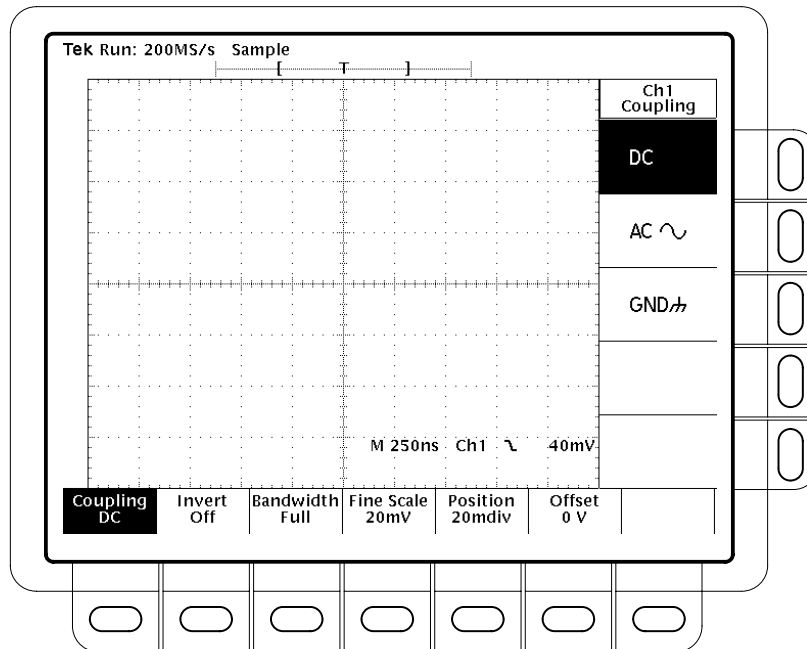 Tek Run: 200MS/s Sample
[ T ]
Ch1
Coupling
DC
AC
GND
M 250ns Ch1 40mV
Coupling
DC
Invert
Off
Bandwidth
Full
Fine Scale
20mV
Position
20mdiv
Offset
0 V